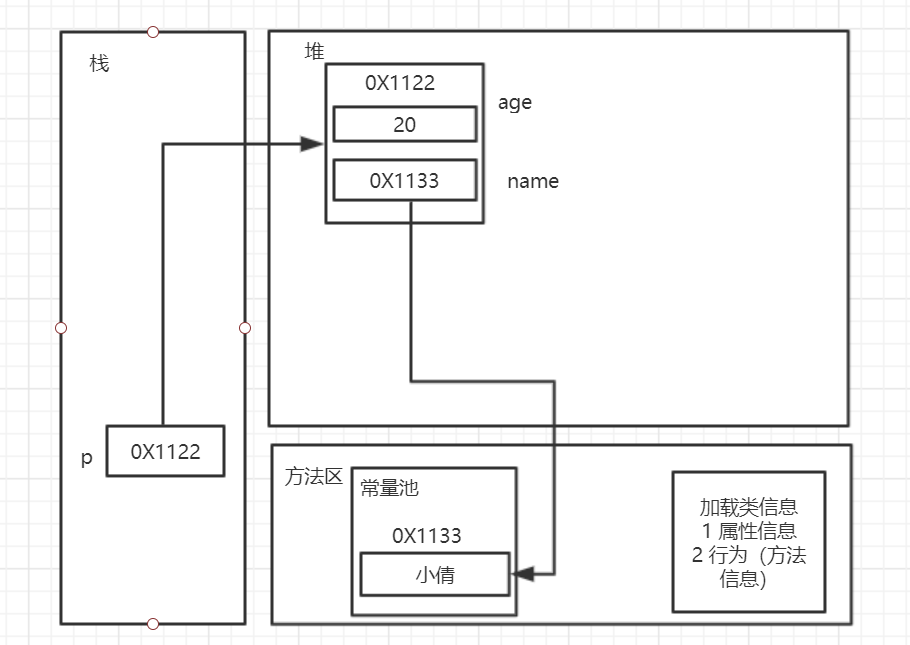 栈
堆
0X1122
age
20
0X1133
name
p
0X1122
方法区
常量池
0X1133
小倩
加载类信息
1 属性信息
2 行为（方法
信息）